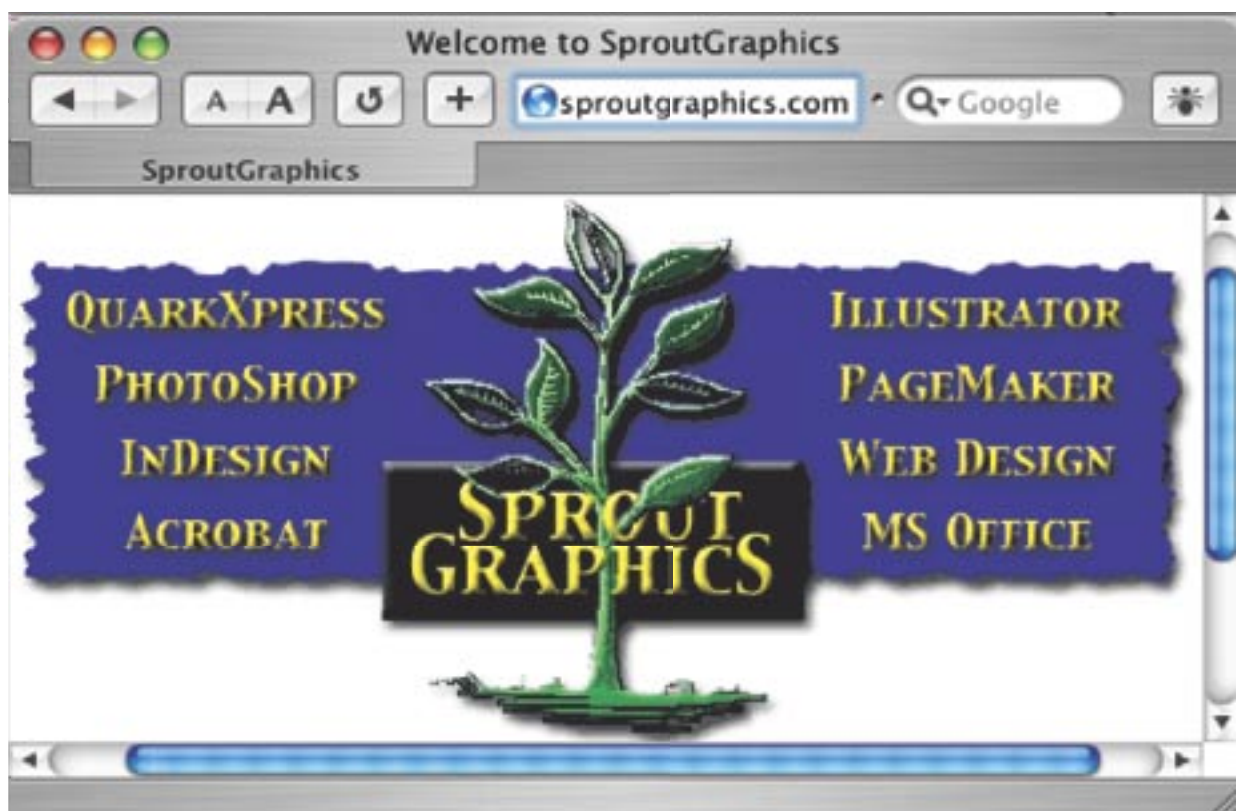 Welcome to SproutGraphics
A A sproutgraphics.com Google
SproutGraphics
QUARKXPRESS
PHOTOSHOP
INDESIGN
ACROBAT
SPROUT
GRAPHICS
ILLUSTRATOR
PAGEMAKER
WEB DESIGN
MS OFFICE